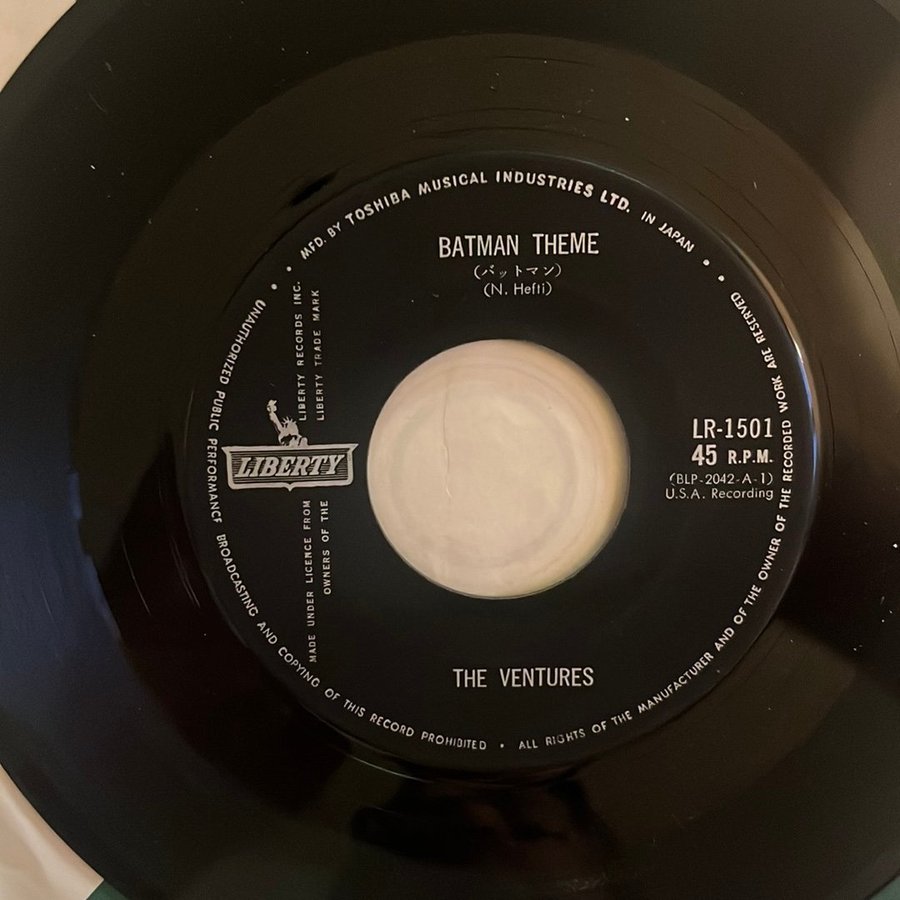 MFD. BY TOSHIBA MUSICAL INDUSTRIES LTD. IN JAPAN
BATMAN THEME
(バットマン)
(N. Hefti)
LIBERTY RECORDS INC.
LIBERTY TRADE MARK
LIBERTY
MADE UNDER LICENCE FROM
OWNERS OF THE
LR-1501
45 R.P.M.
(BLP-2042-A-1)
U.S.A. Recording
THE VENTURES
UNAUTHORIZED PUBLIC PERFORMANCE BROADCASTING AND COPYING OF THIS RECORD PROHIBITED • ALL RIGHTS OF THE MANUFACTURER AND OF THE OWNER OF THE RECORDED WORK ARE RESERVED